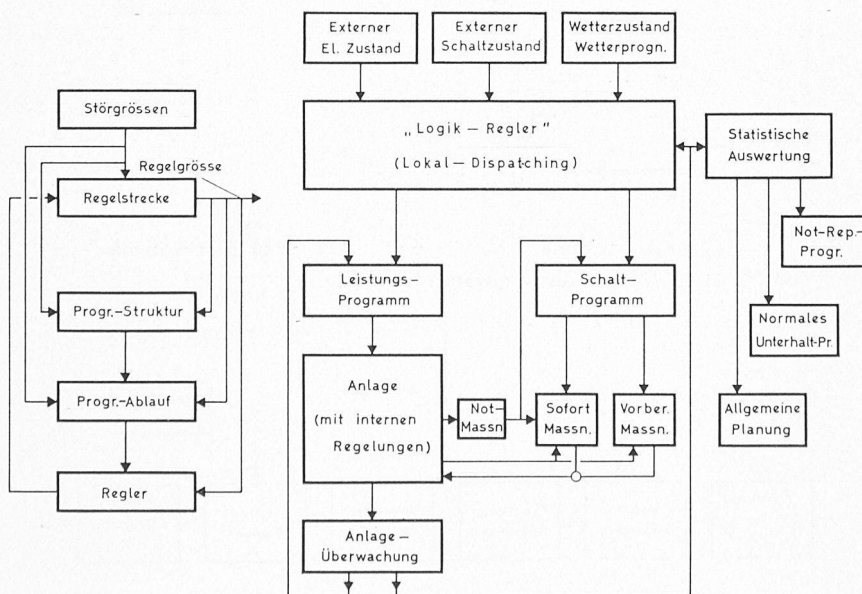 Störgrössen
Regelgrösse
Regelstrecke
Progr.-Struktur
Progr.-Ablauf
Regler
Externer
El. Zustand
Externer
Schaltzustand
Wetterzustand
Wetterprogn.
„Logik – Regler"
(Lokal – Dispatching)
Statistische
Auswertung
Leistungs-
Programm
Schalt-
Programm
Not-Rep.-
Progr.
Normales
Unterhalt-Pr.
Anlage
(mit internen
Regelungen)
Not-
Massn.
Sofort
Massn.
Vorber.
Massn.
Allgemeine
Planung
Anlage –
Überwachung